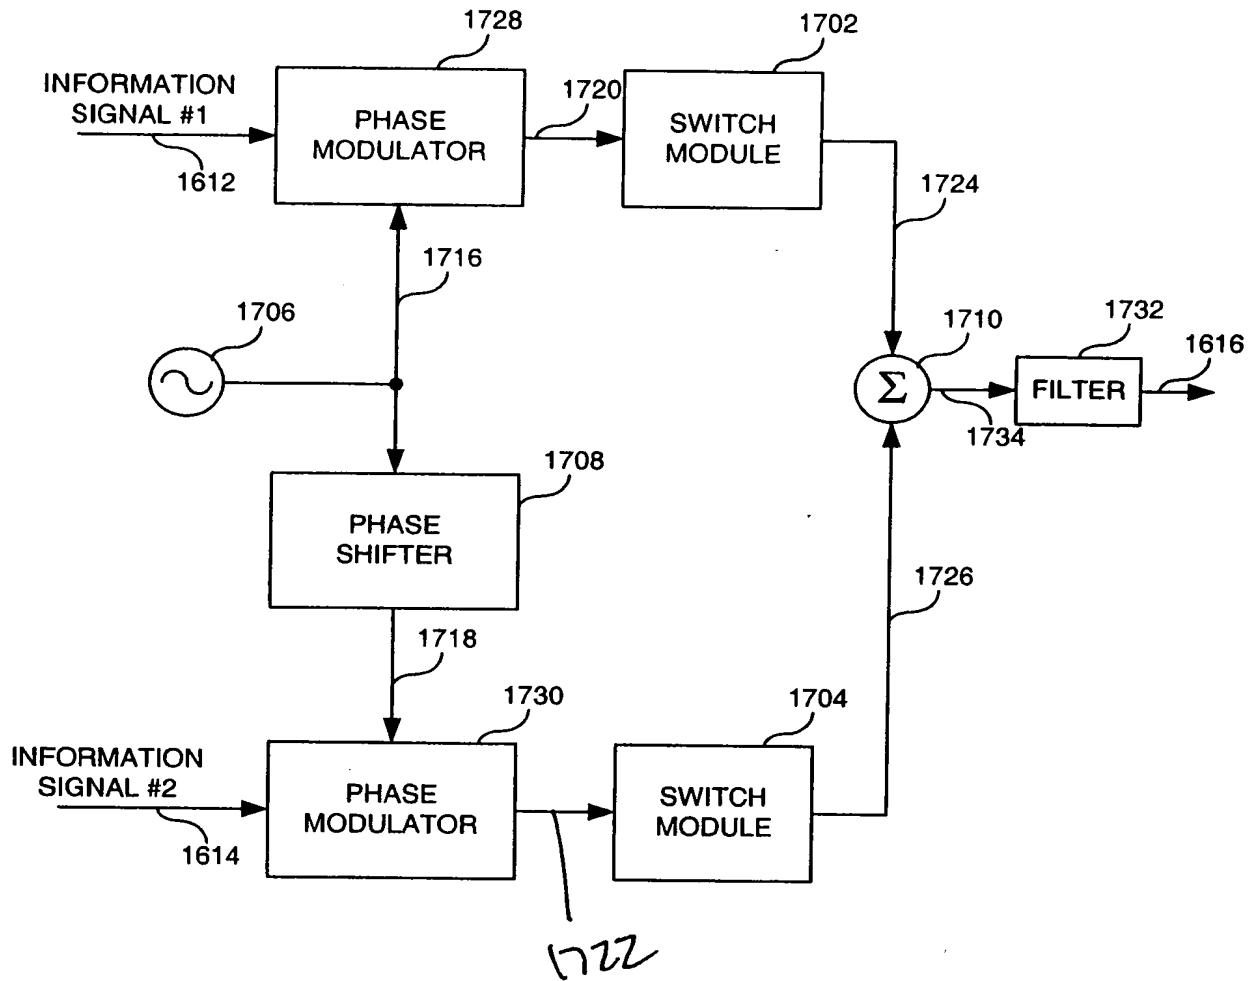 1728
1702
INFORMATION
SIGNAL #1
1720
PHASE
MODULATOR
SWITCH
MODULE
1612
1724
1716
1706
1710
1732
1616
Σ
FILTER
1734
1708
PHASE
SHIFTER
1726
1718
1730
1704
INFORMATION
SIGNAL #2
PHASE
MODULATOR
SWITCH
MODULE
1614
1722